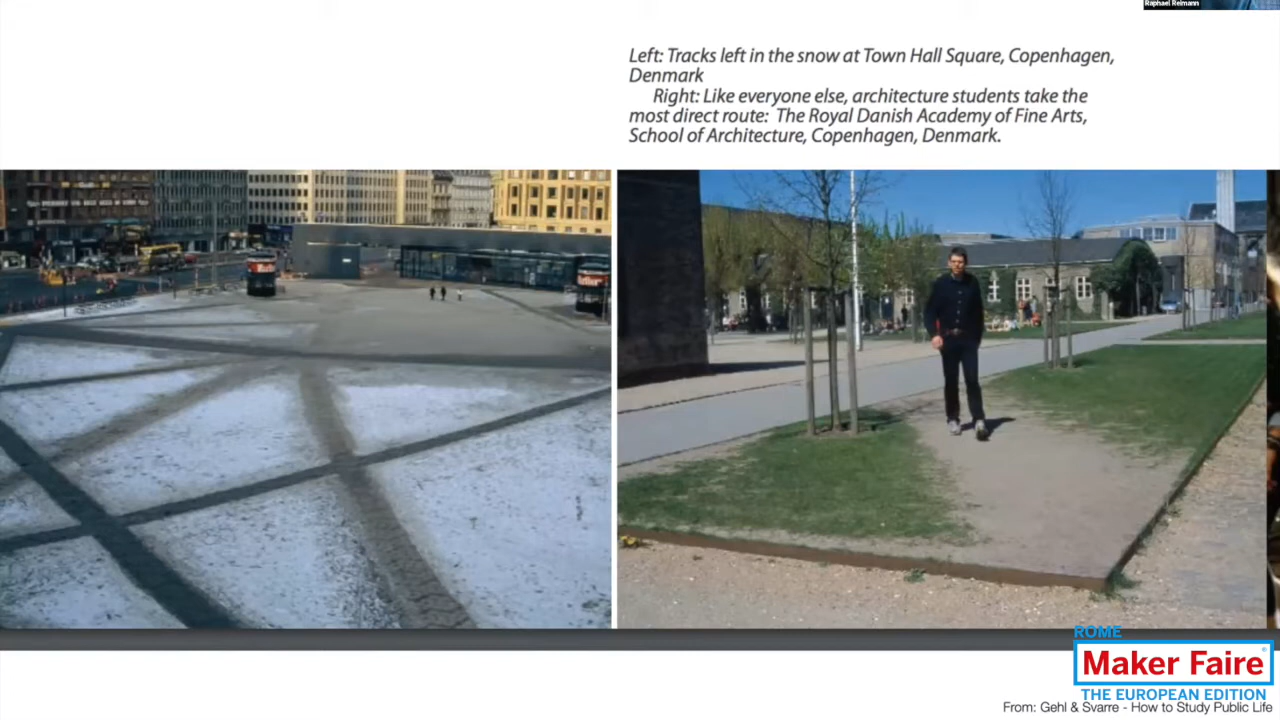 Raphael Reimann
Left: Tracks left in the snow at Town Hall Square, Copenhagen,
Denmark
Right: Like everyone else, architecture students take the
most direct route: The Royal Danish Academy of Fine Arts,
School of Architecture, Copenhagen, Denmark.
ROME
Maker Faire®
THE EUROPEAN EDITION
From: Gehl & Svarre - How to Study Public Life